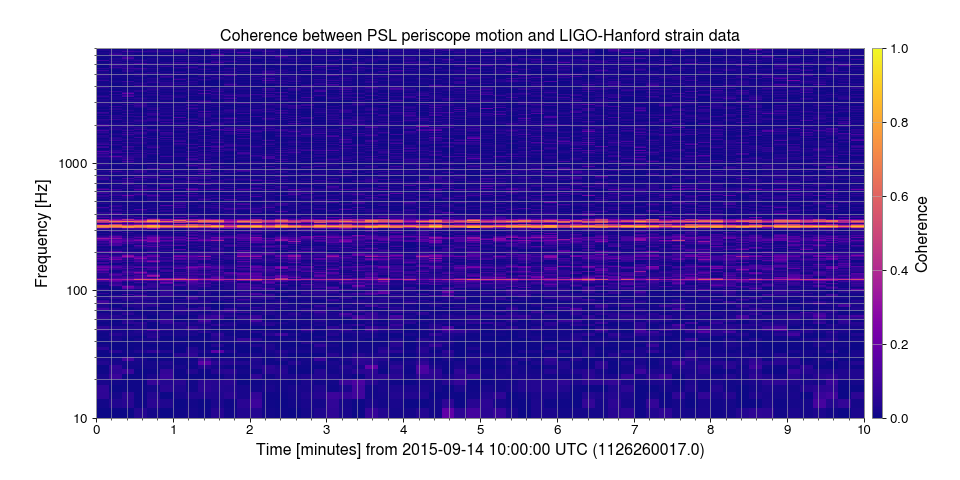 Coherence between PSL periscope motion and LIGO-Hanford strain data
Frequency [Hz]
1000
100
10
0 1 2 3 4 5 6 7 8 9 10
Time [minutes] from 2015-09-14 10:00:00 UTC (1126260017.0)
1.0
0.8
0.6
0.4
0.2
0.0
Coherence